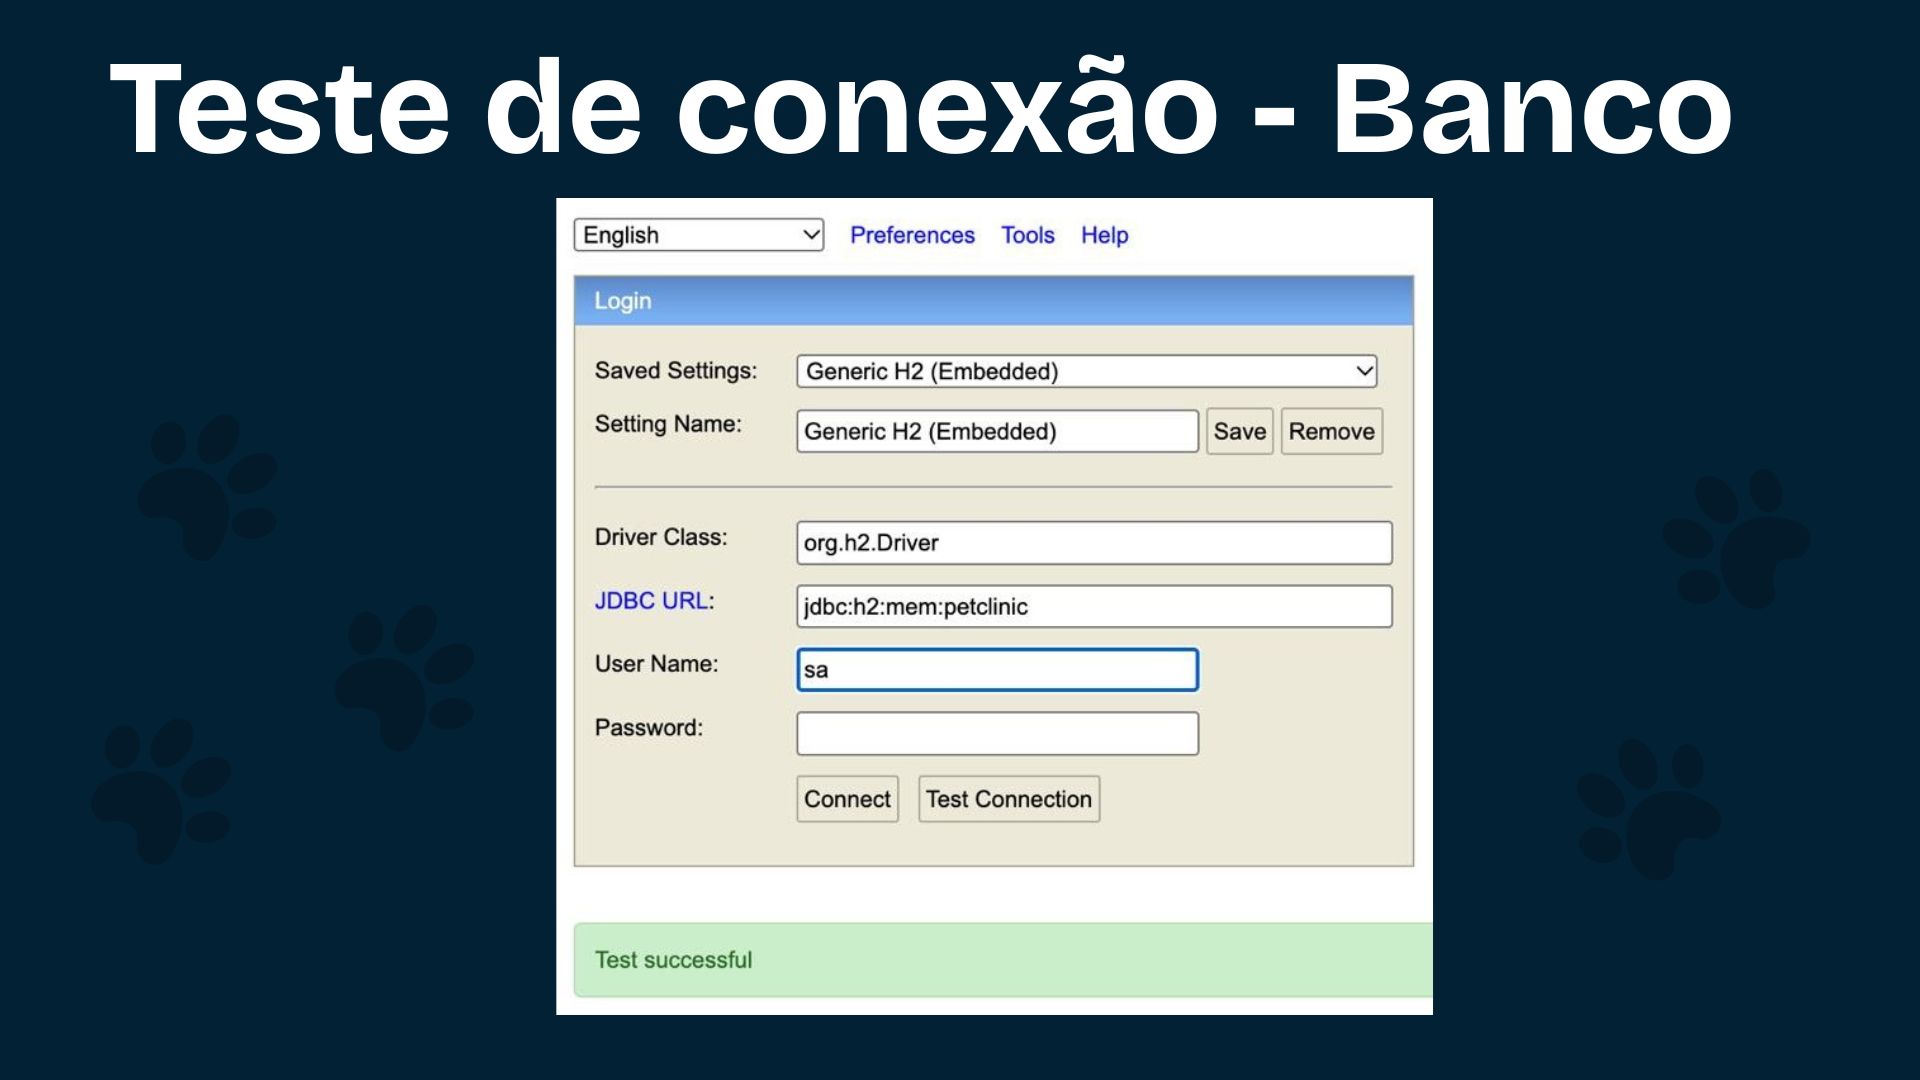 Teste de conexão - Banco
English Preferences Tools Help
Login
Saved Settings: Generic H2 (Embedded)
Setting Name: Generic H2 (Embedded) Save Remove
Driver Class: org.h2.Driver
JDBC URL: jdbc:h2:mem:petclinic
User Name: sa
Password:
Connect Test Connection
Test successful